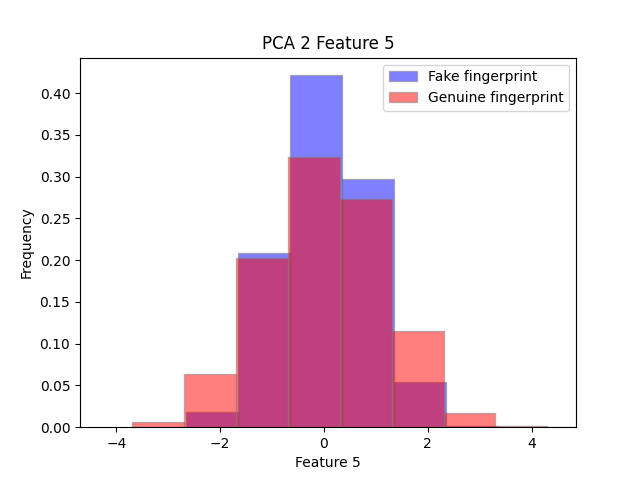 PCA 2 Feature 5
Fake fingerprint
Genuine fingerprint
Frequency
0.40
0.35
0.30
0.25
0.20
0.15
0.10
0.05
0.00
−4 −2 0 2 4
Feature 5